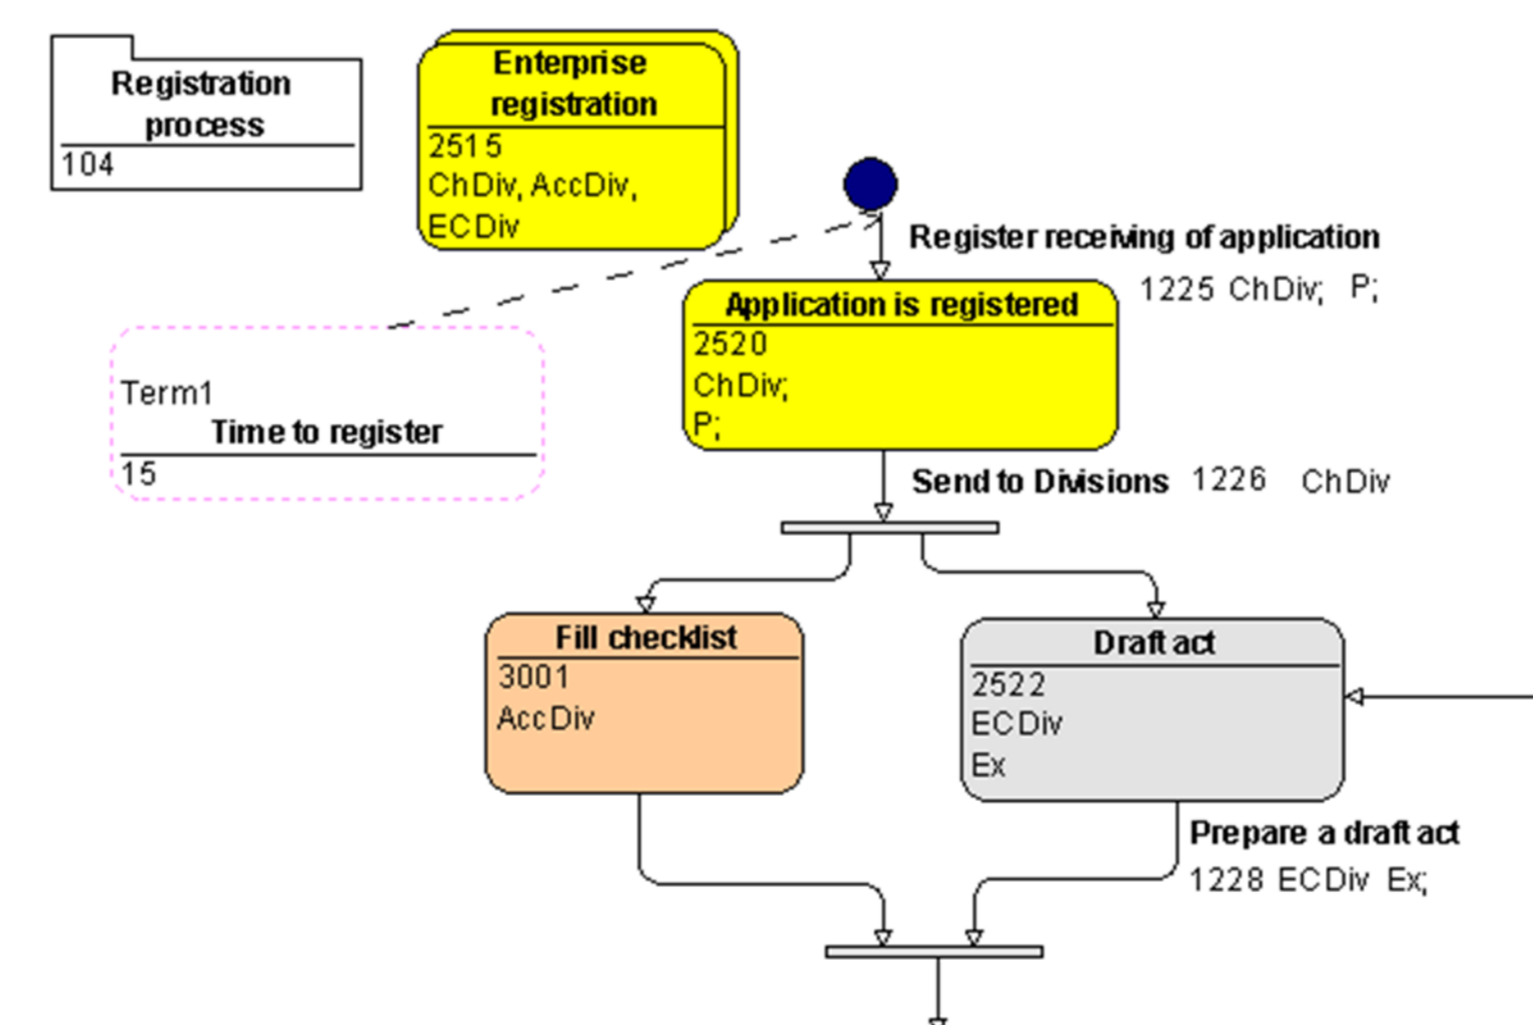 Registration
process
104
Enterprise
registration
2515
ChDiv, AccDiv,
ECDiv
Register receiving of application
1225 ChDiv; P;
Application is registered
2520
ChDiv;
P;
Term1
Time to register
15
Send to Divisions 1226 ChDiv
Fill checklist
3001
AccDiv
Draft act
2522
ECDiv
Ex
Prepare a draft act
1228 ECDiv Ex;